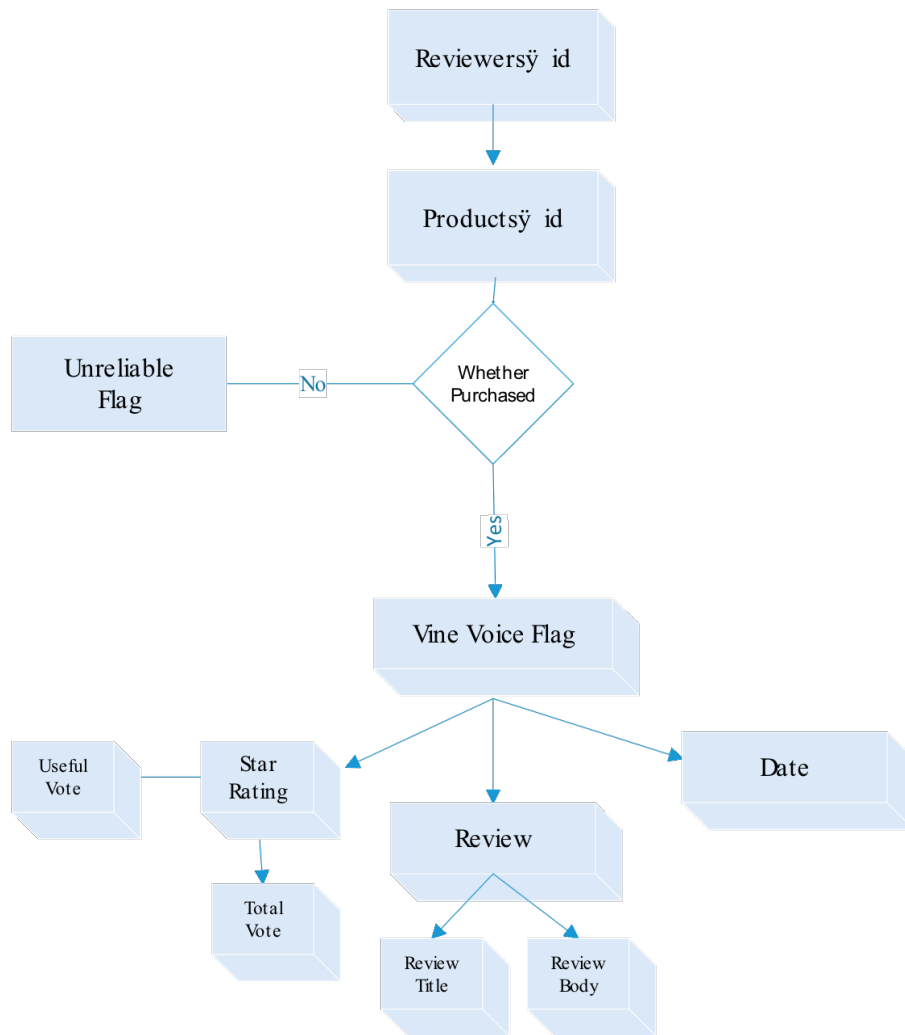 Reviewersÿ id
Productsÿ id
Whether
Purchased
No
Unreliable
Flag
Yes
Vine Voice Flag
Useful
Vote
Star
Rating
Date
Review
Total
Vote
Review
Title
Review
Body